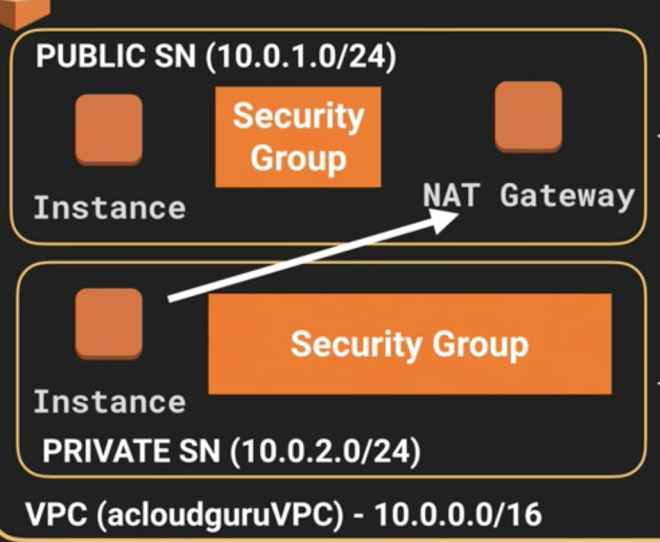 PUBLIC SN (10.0.1.0/24)
Security
Group
Instance
NAT Gateway
Security Group
Instance
PRIVATE SN (10.0.2.0/24)
VPC (acloudguruVPC) - 10.0.0.0/16